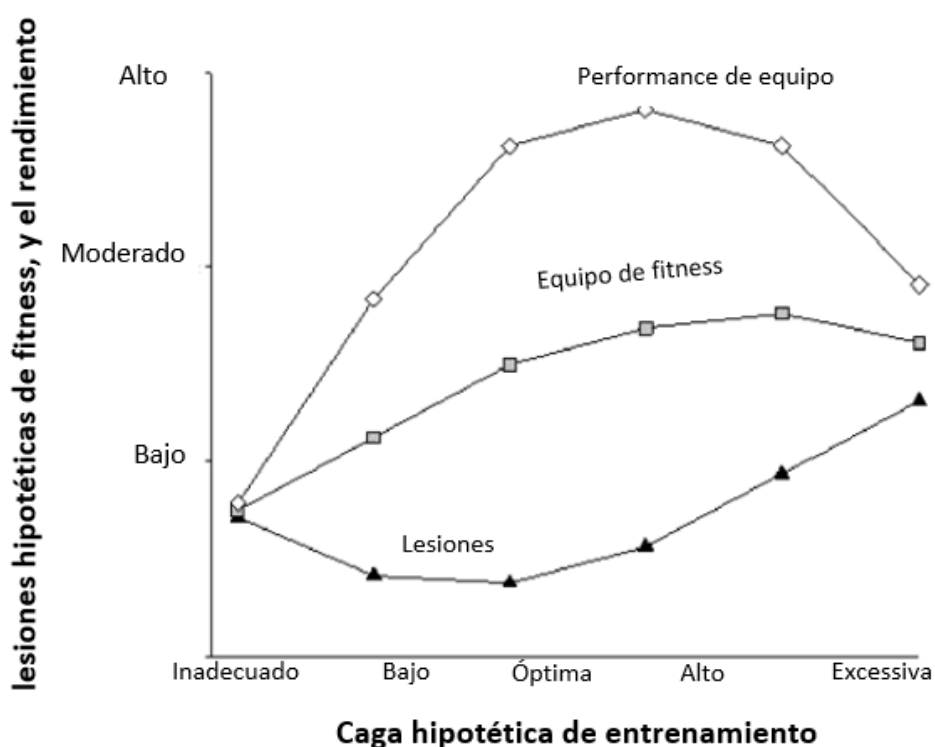 lesiones hipotéticas de fitness, y el rendimiento
Alto
Performance de equipo
Moderado
Equipo de fitness
Bajo
Lesiones
Inadecuado
Bajo
Óptima
Alto
Excessiva
Caga hipotética de entrenamiento